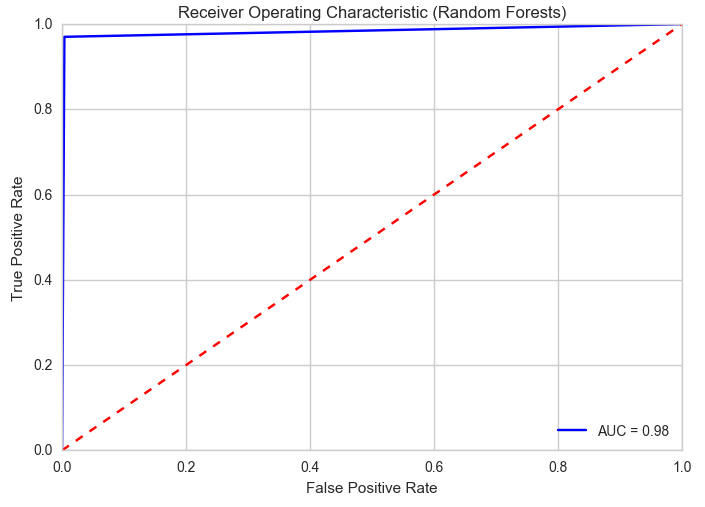 Receiver Operating Characteristic (Random Forests)
1.0
0.8
0.6
0.4
0.2
0.0
True Positive Rate
AUC = 0.98
0.0 0.2 0.4 0.6 0.8 1.0
False Positive Rate